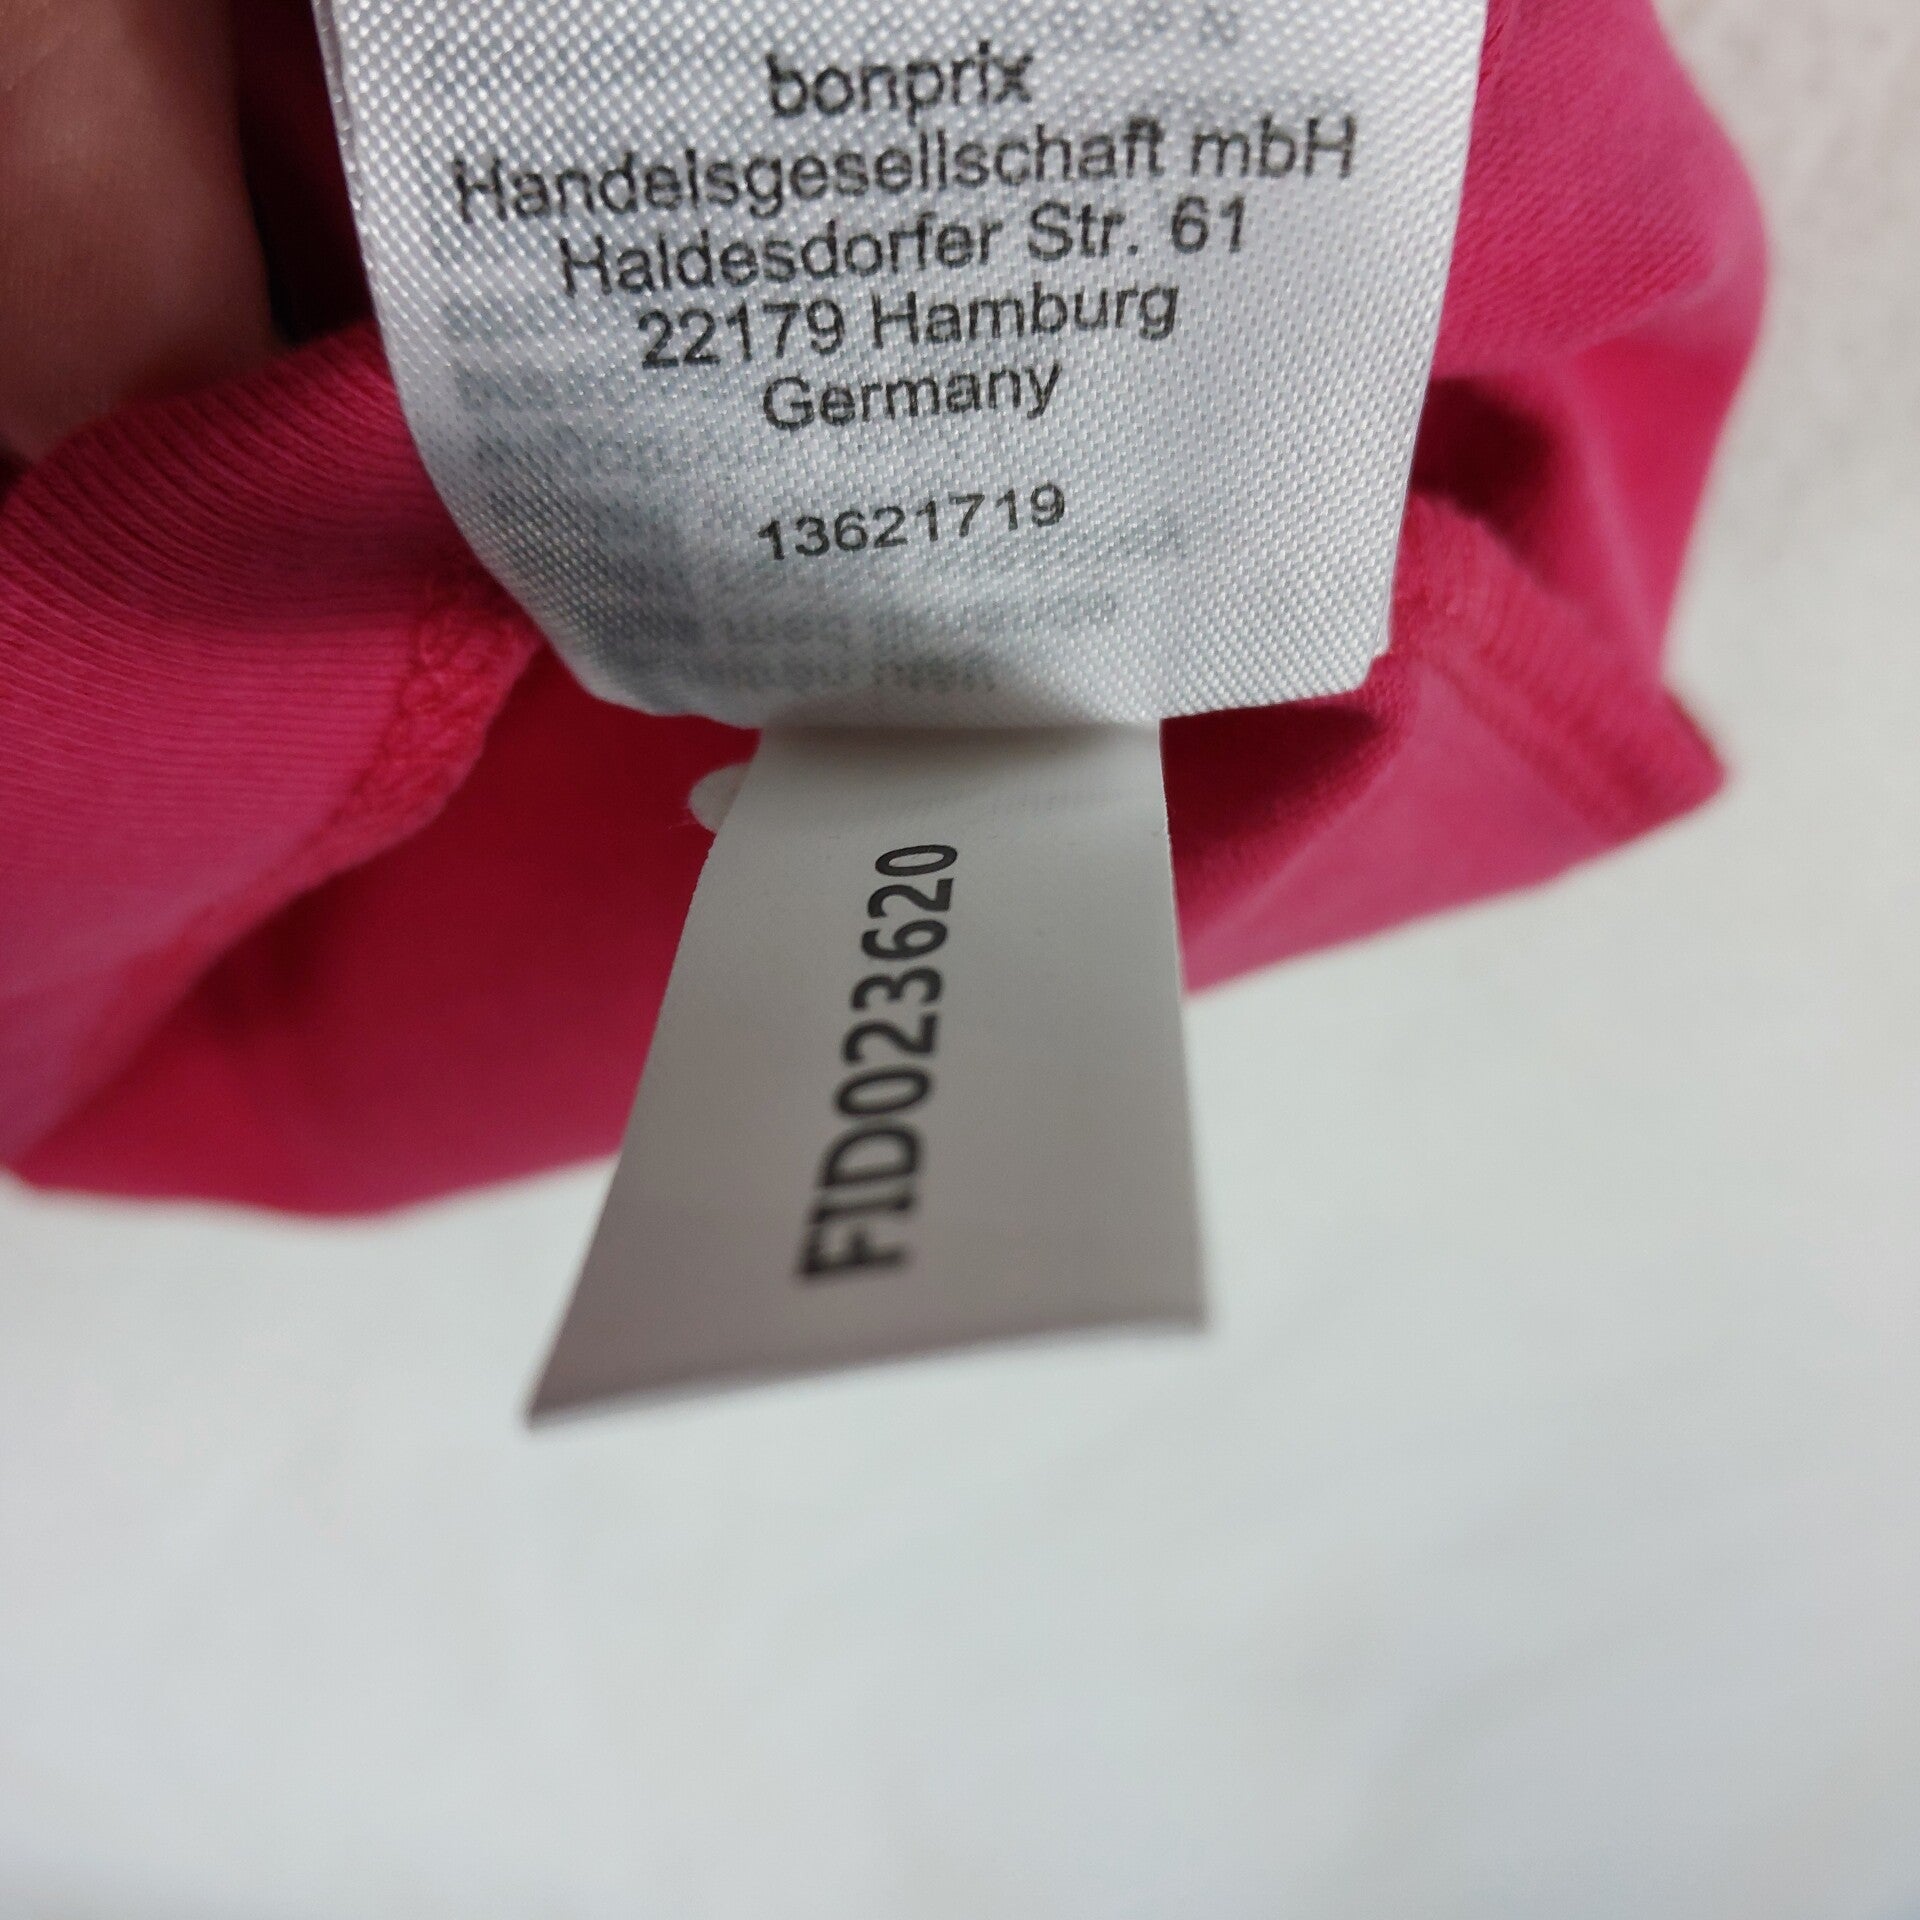 bonprix
Handelsgesellschaft mbH
Haldesdorfer Str. 61
22179 Hamburg
Germany
13621719
FID023620